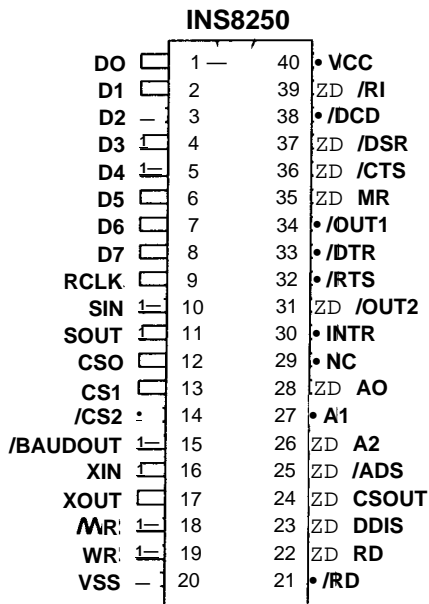 INS8250
DO 1 40 VCC
D1 2 39 /RI
D2 3 38 /DCD
D3 4 37 /DSR
D4 5 36 /CTS
D5 6 35 MR
D6 7 34 /OUT1
D7 8 33 /DTR
RCLK 9 32 /RTS
SIN 10 31 /OUT2
SOUT 11 30 INTR
CSO 12 29 NC
CS1 13 28 AO
/CS2 14 27 A1
/BAUDOUT 15 26 A2
XIN 16 25 /ADS
XOUT 17 24 CSOUT
18 23 DDIS
WR 19 22 RD
VSS 20 21 /RD